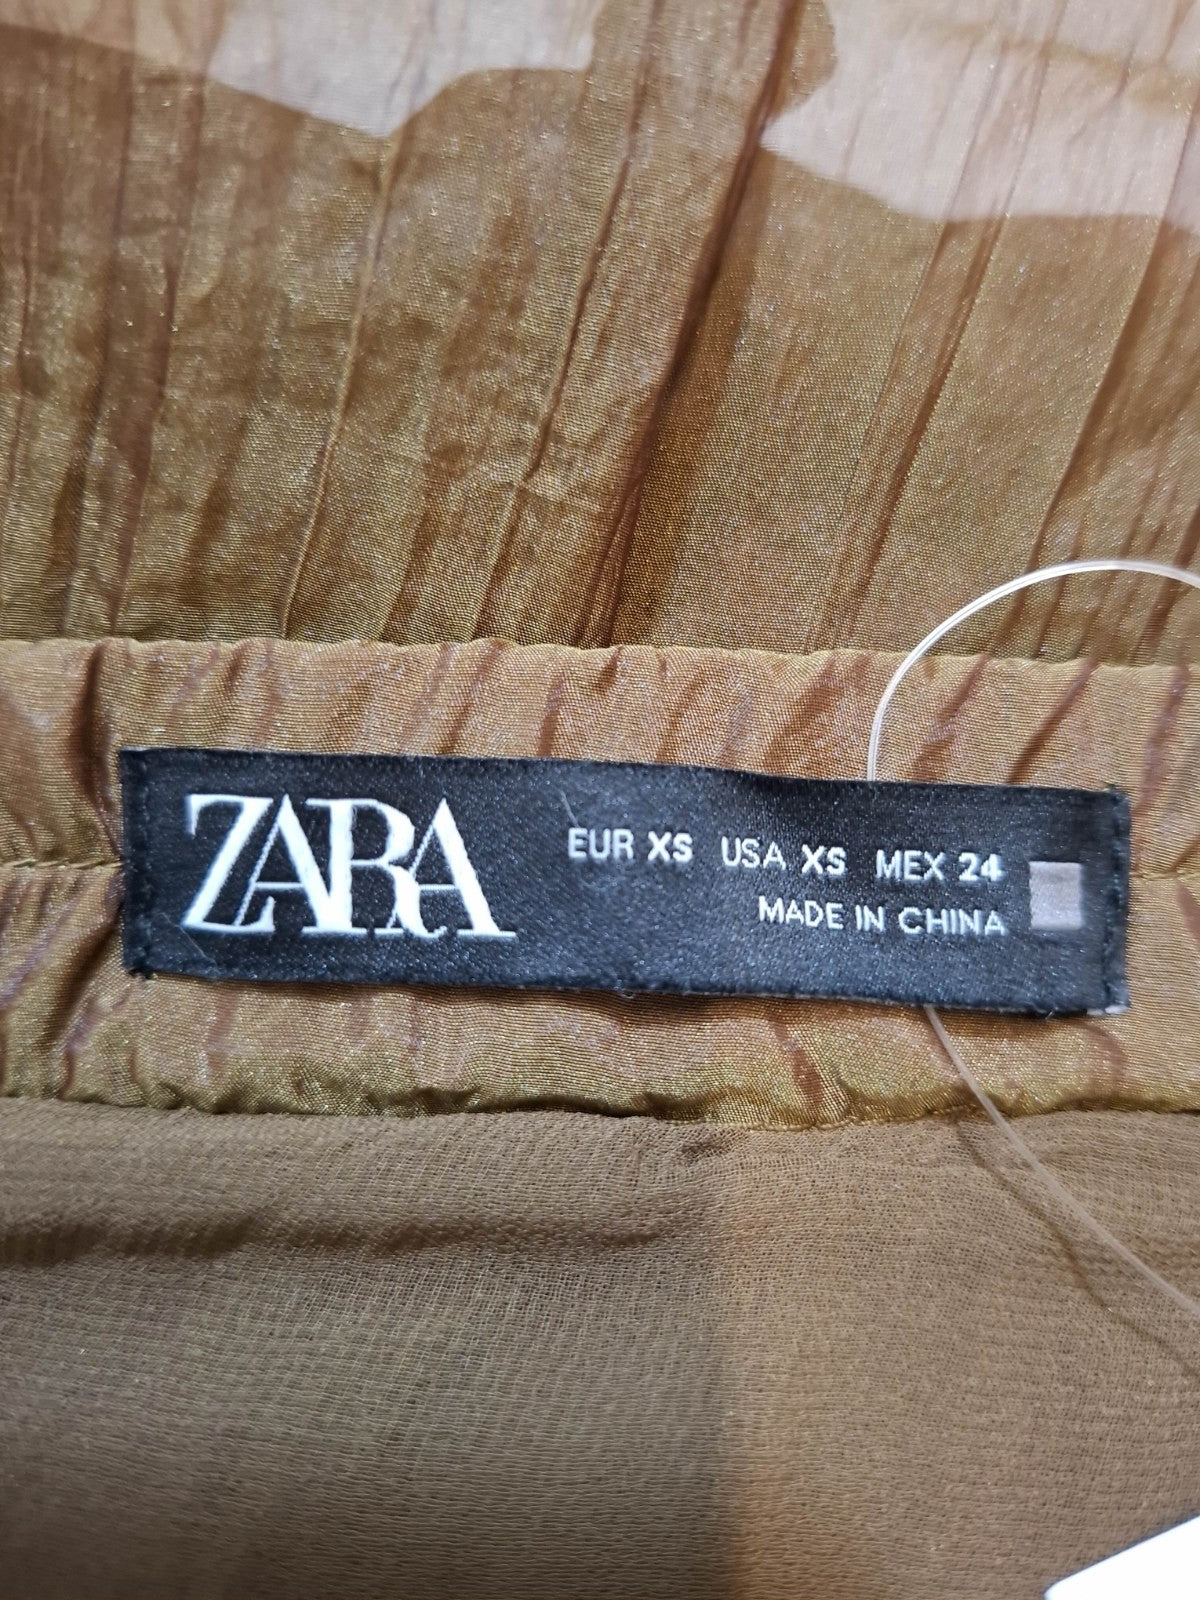 ZARA
EUR XS USA XS MEX 24
MADE IN CHINA